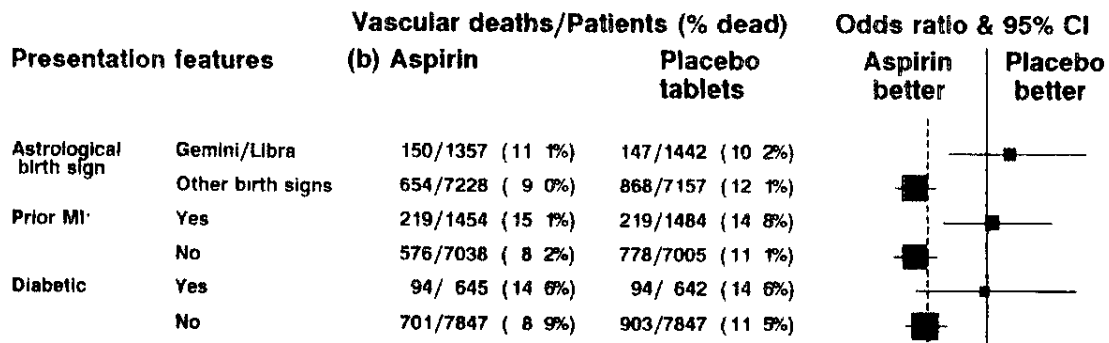 Vascular deaths/Patients (% dead) Odds ratio & 95% CI
Presentation features (b) Aspirin Placebo tablets Aspirin better Placebo better
Astrological birth sign Gemini/Libra 150/1357 (11 1%) 147/1442 (10 2%)
Other birth signs 654/7228 ( 9 0%) 868/7157 (12 1%)
Prior MI Yes 219/1454 (15 1%) 219/1484 (14 8%)
No 576/7038 ( 8 2%) 778/7005 (11 1%)
Diabetic Yes 94/ 645 (14 6%) 94/ 642 (14 6%)
No 701/7847 ( 8 9%) 903/7847 (11 5%)